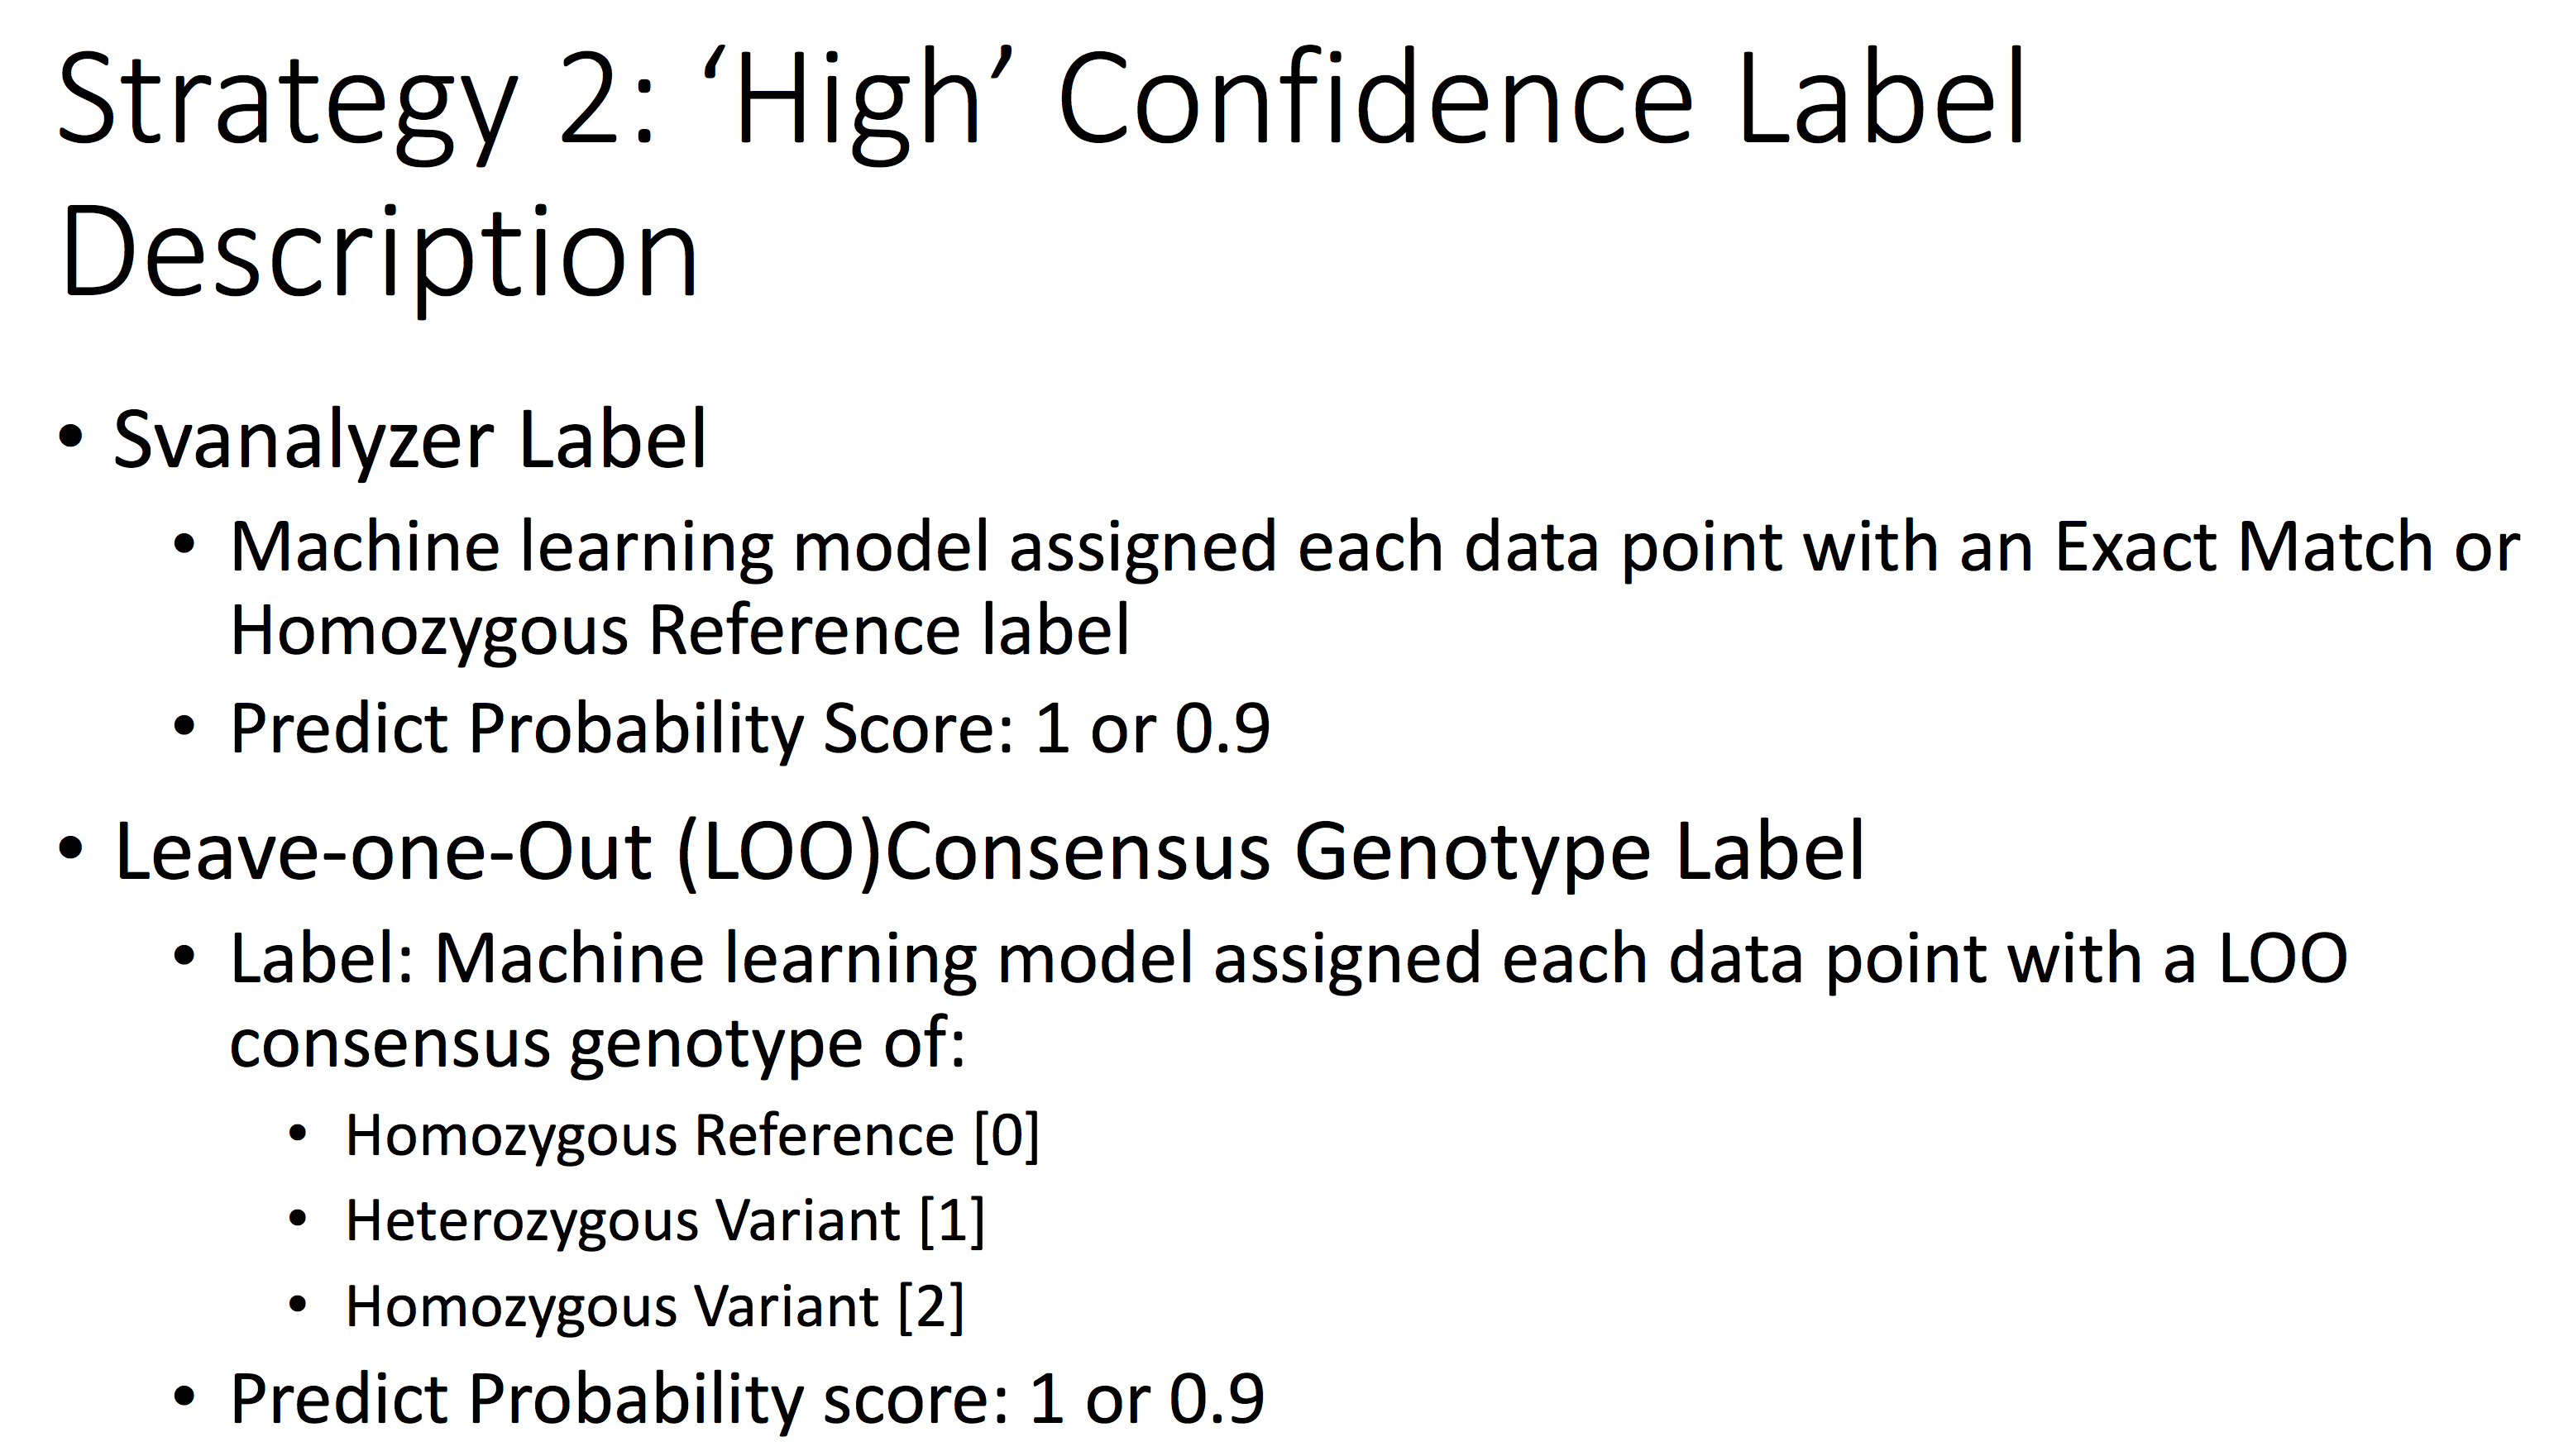 Strategy 2: ‘High’ Confidence Label
Description
• Svanalyzer Label
• Machine learning model assigned each data point with an Exact Match or
Homozygous Reference label
• Predict Probability Score: 1 or 0.9
• Leave-one-Out (LOO)Consensus Genotype Label
• Label: Machine learning model assigned each data point with a LOO
consensus genotype of:
• Homozygous Reference [0]
• Heterozygous Variant [1]
• Homozygous Variant [2]
• Predict Probability score: 1 or 0.9